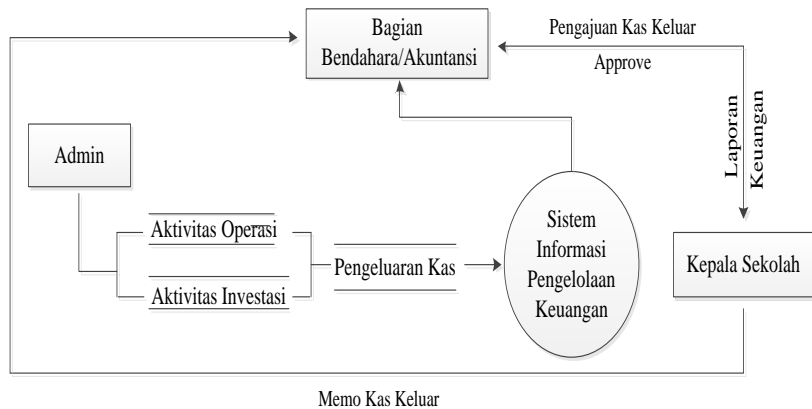 Bagian
Bendahara/Akuntansi
Pengajuan Kas Keluar
Approve
Laporan
Keuangan
Admin
Aktivitas Operasi
Aktivitas Investasi
Pengeluaran Kas
Sistem
Informasi
Pengelolaan
Keuangan
Kepala Sekolah
Memo Kas Keluar